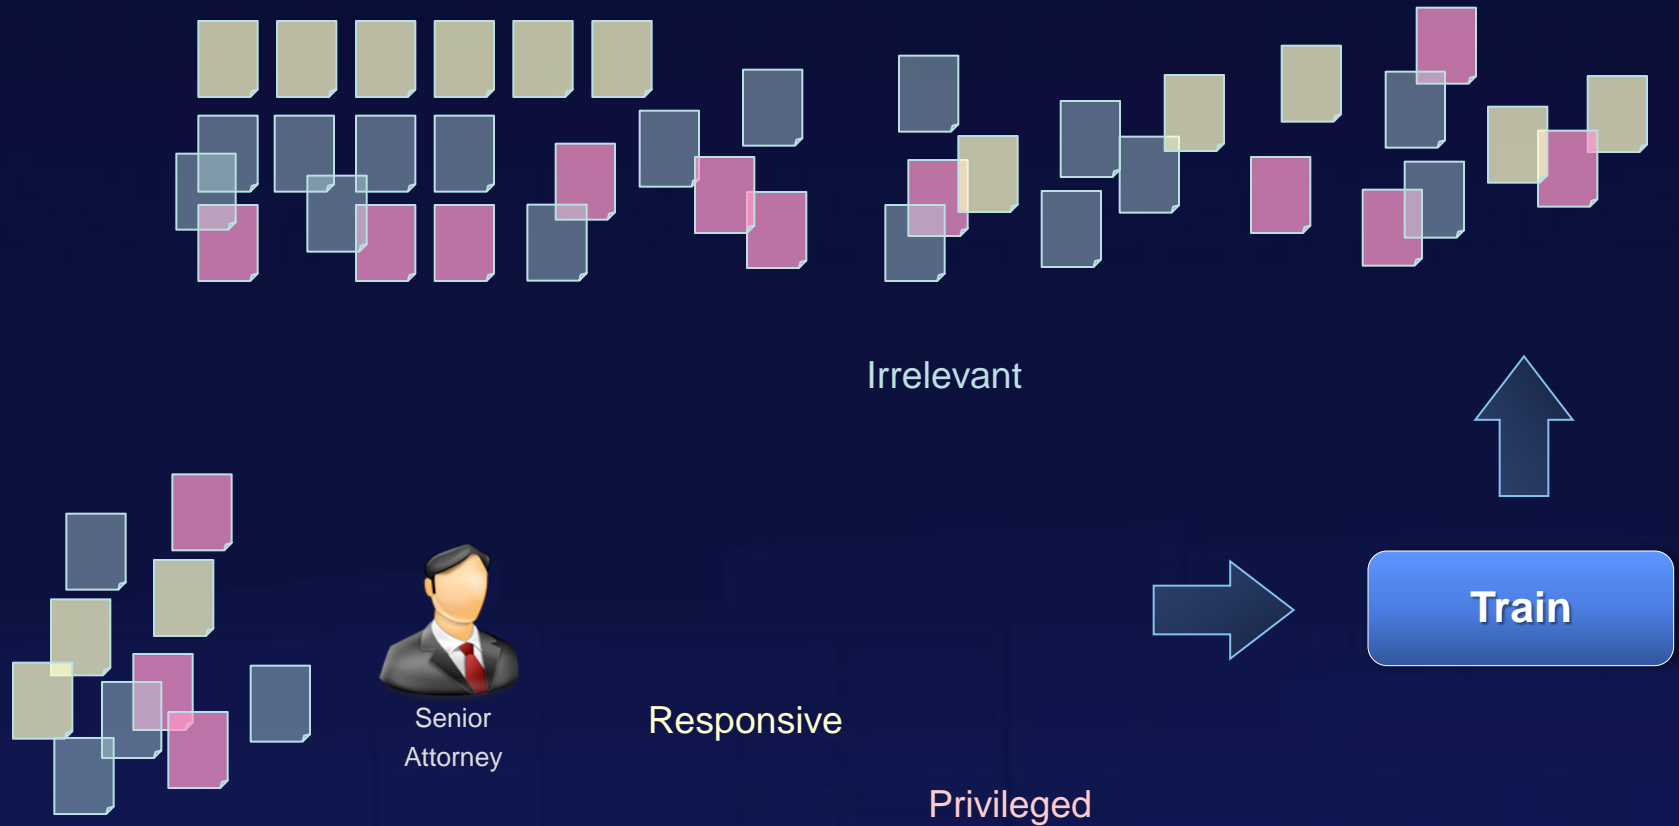 Irrelevant
Train
Senior
Attorney
Responsive
Privileged